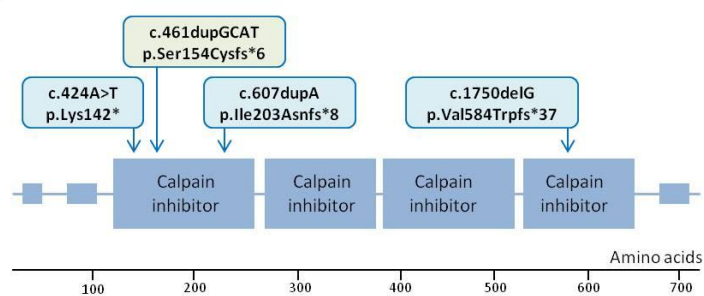 c.461dupGCAT
p.Ser154Cysfs*6
c.424A>T
p.Lys142*
c.607dupA
p.Ile203Asnfs*8
c.1750delG
p.Val584Trpfs*37
Calpain
inhibitor
Calpain
inhibitor
Calpain
inhibitor
Calpain
inhibitor
Amino acids
100 200 300 400 500 600 700